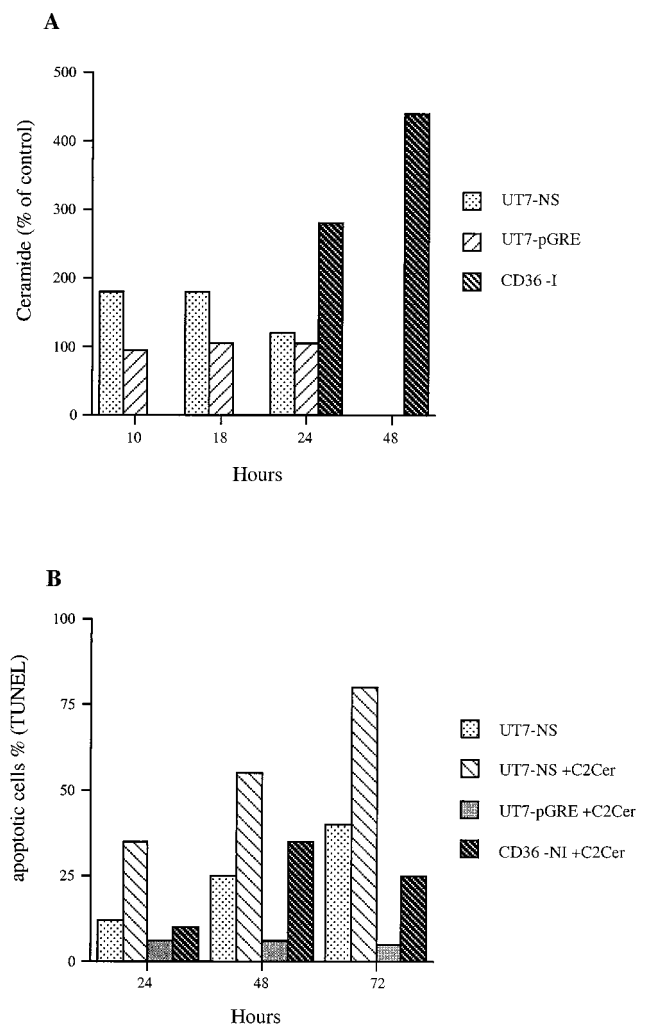 A
Ceramide (% of control)
500
400
300
200
100
0
10 18 24 48
Hours
UT7-NS
UT7-pGRE
CD36 -I
B
apoptotic cells % (TUNEL)
100
75
50
25
0
24 48 72
Hours
UT7-NS
UT7-NS +C2Cer
UT7-pGRE +C2Cer
CD36 -NI +C2Cer